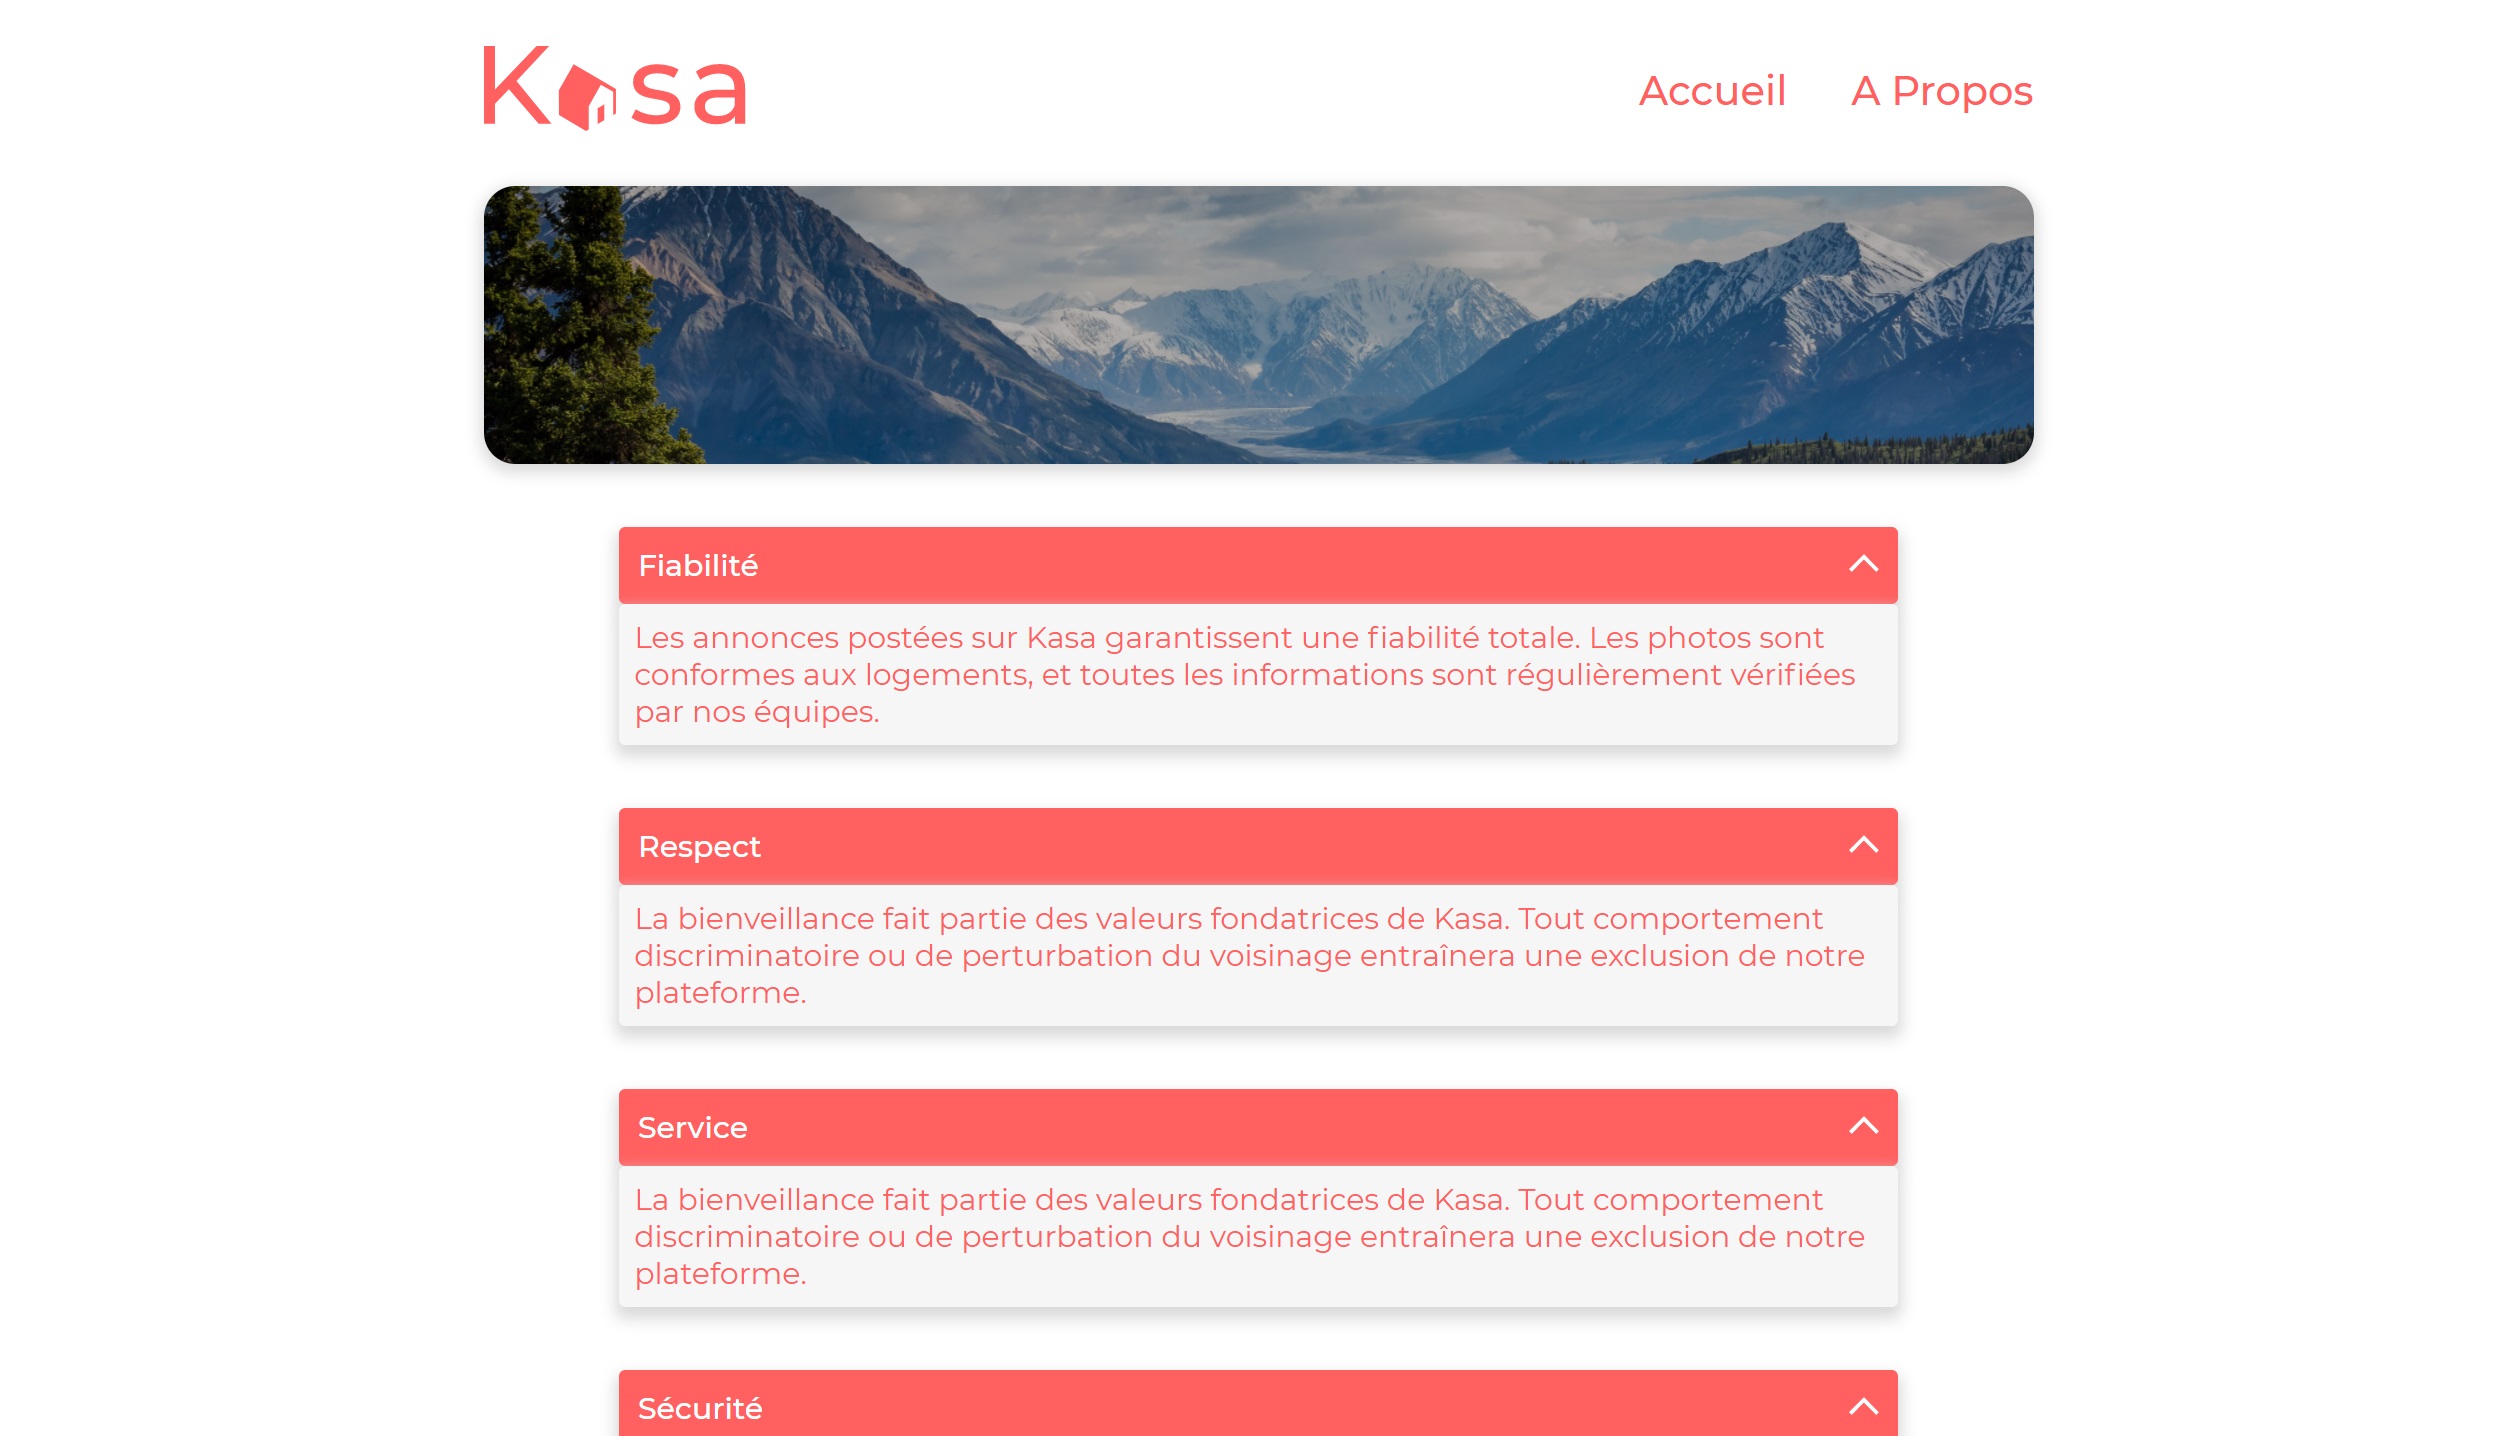 Kasa
Accueil
A Propos
Fiabilité
Les annonces postées sur Kasa garantissent une fiabilité totale. Les photos sont
conformes aux logements, et toutes les informations sont régulièrement vérifiées
par nos équipes.
Respect
La bienveillance fait partie des valeurs fondatrices de Kasa. Tout comportement
discriminatoire ou de perturbation du voisinage entraînera une exclusion de notre
plateforme.
Service
La bienveillance fait partie des valeurs fondatrices de Kasa. Tout comportement
discriminatoire ou de perturbation du voisinage entraînera une exclusion de notre
plateforme.
Sécurité